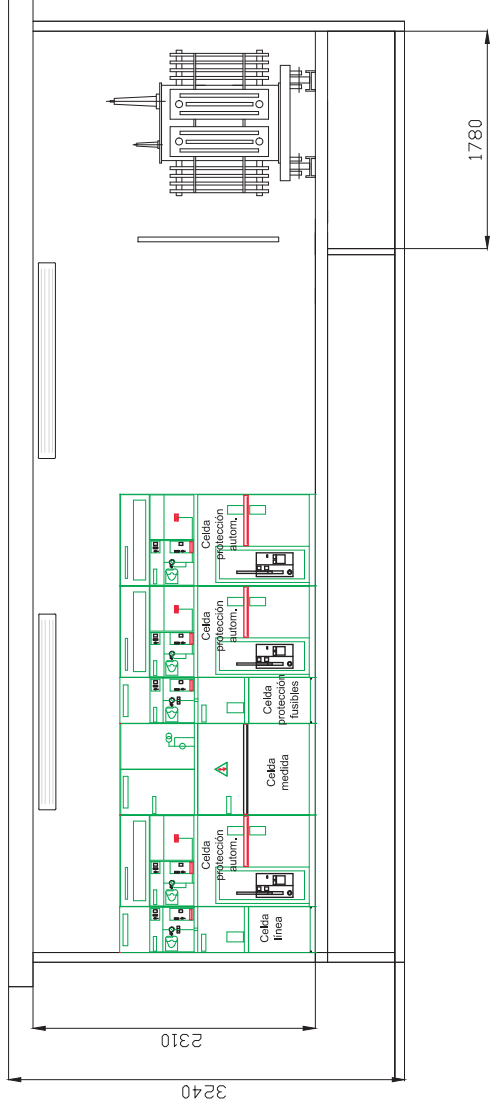 1780
Celda
protección
autom.
Celda
protección
autom.
Celda
protección
fusibles
Celda
medida
Celda
protección
autom.
Celda
línea
2310
3240